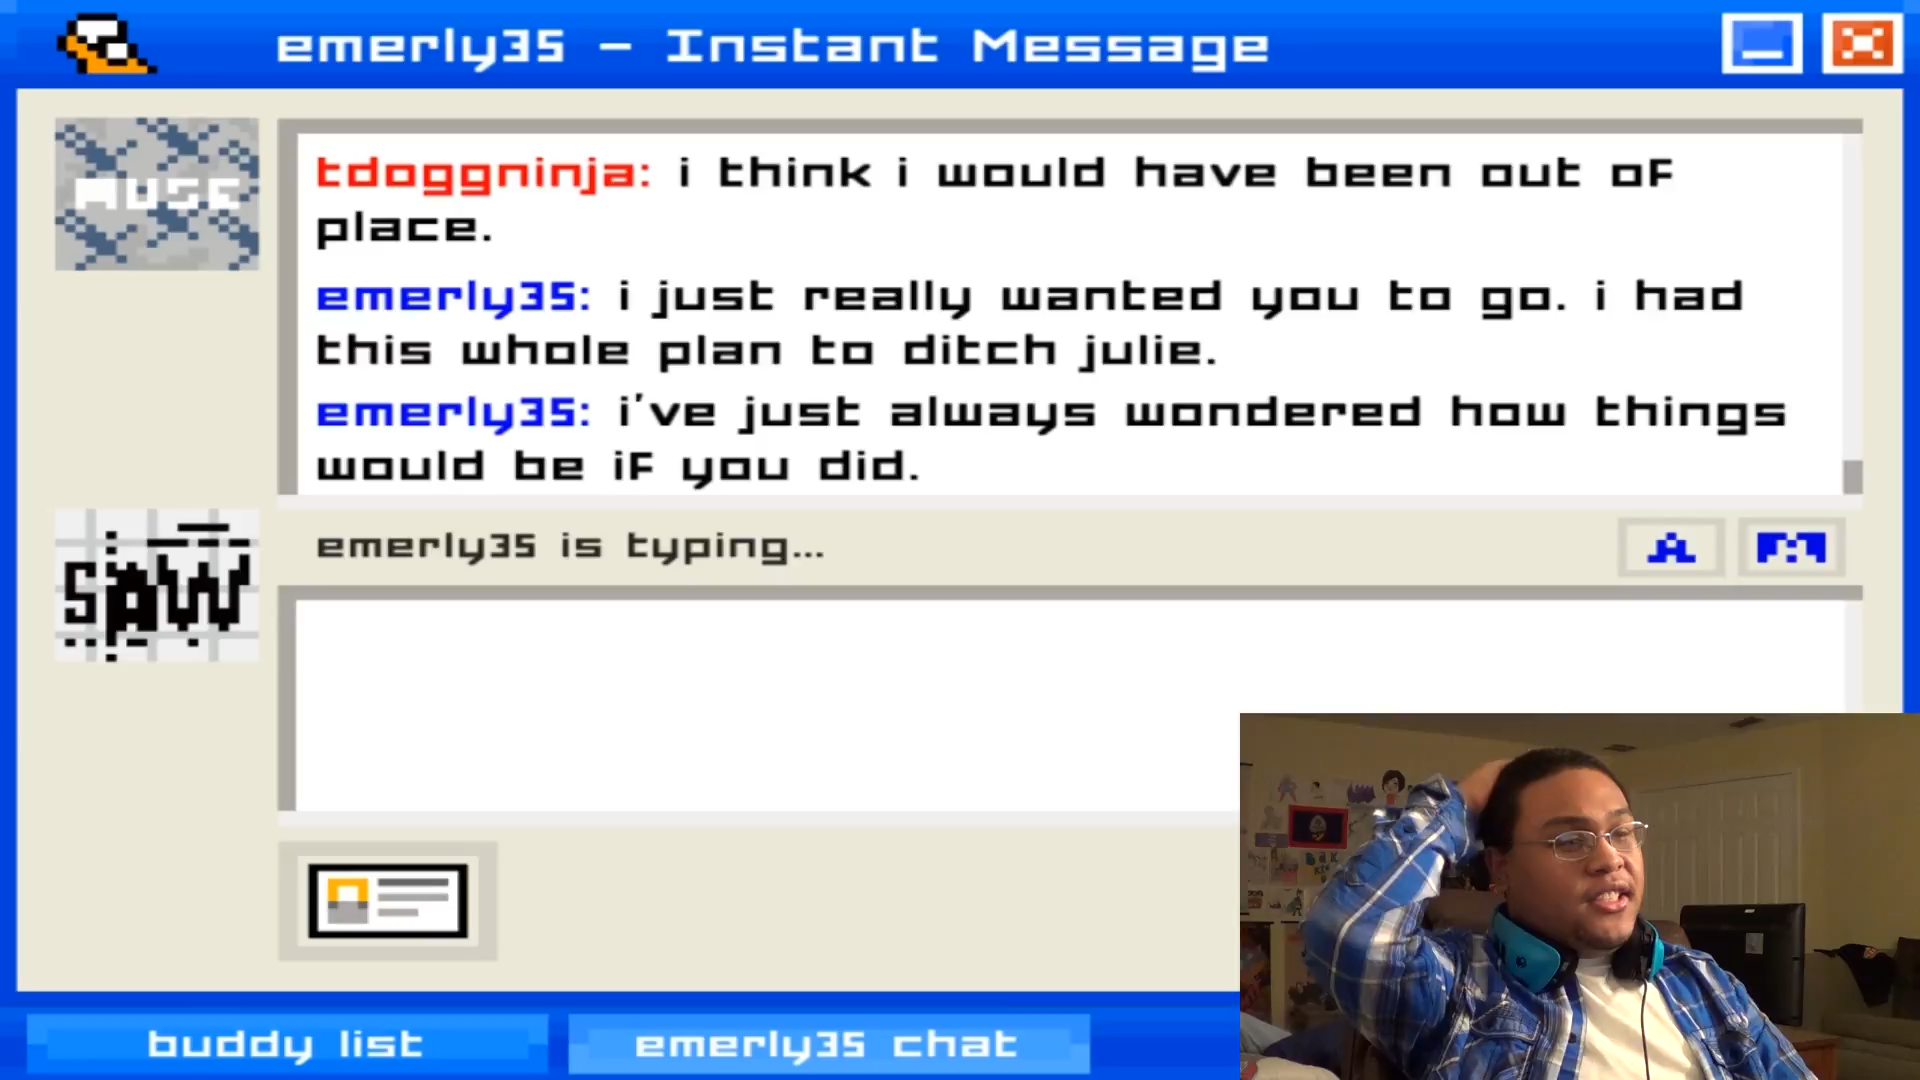 emerly35 - Instant Message
MUSE
tdoggninja: i think i would have been out of
place.
emerly35: i just really wanted you to go. i had
this whole plan to ditch julie.
emerly35: i've just always wondered how things
would be if you did.
SAW
emerly35 is typing...
A
buddy list
emerly35 chat